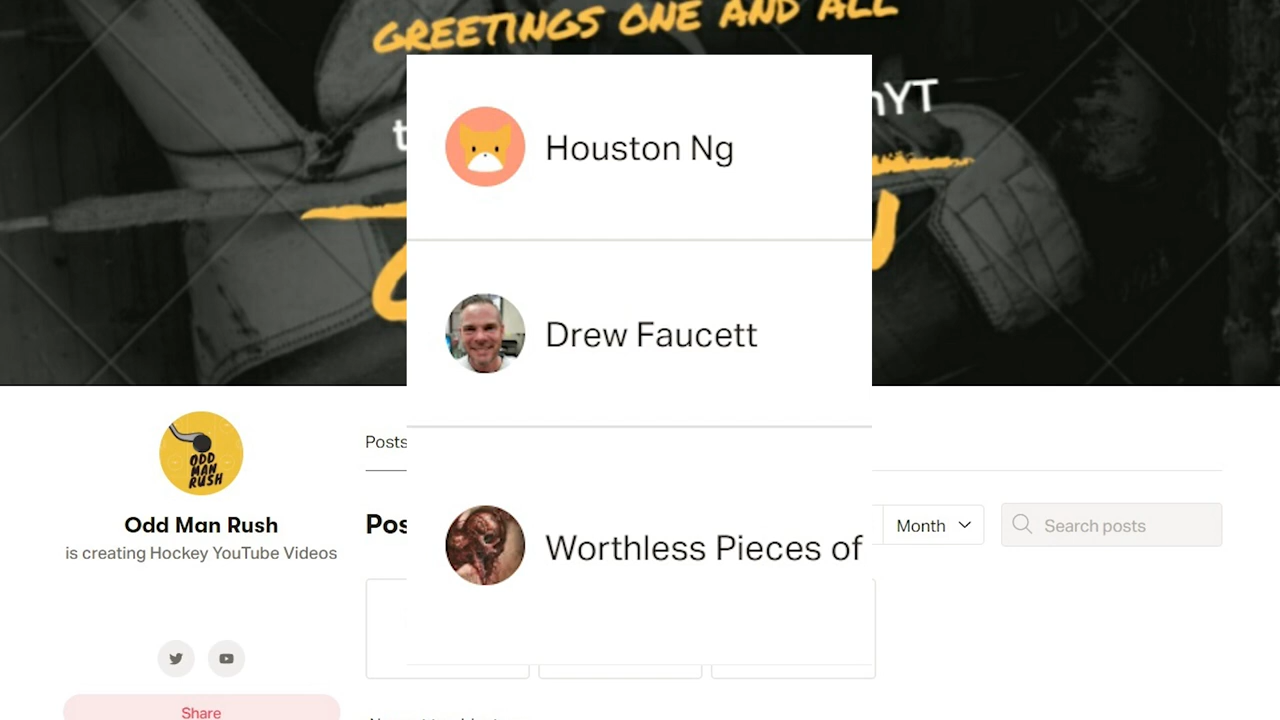 GREETINGS ONE AND ALL
YT
Houston Ng
Drew Faucett
Worthless Pieces of
Posts
ODD
MAN
RUSH
Odd Man Rush
is creating Hockey YouTube Videos
Pos
Month
Search posts
Share